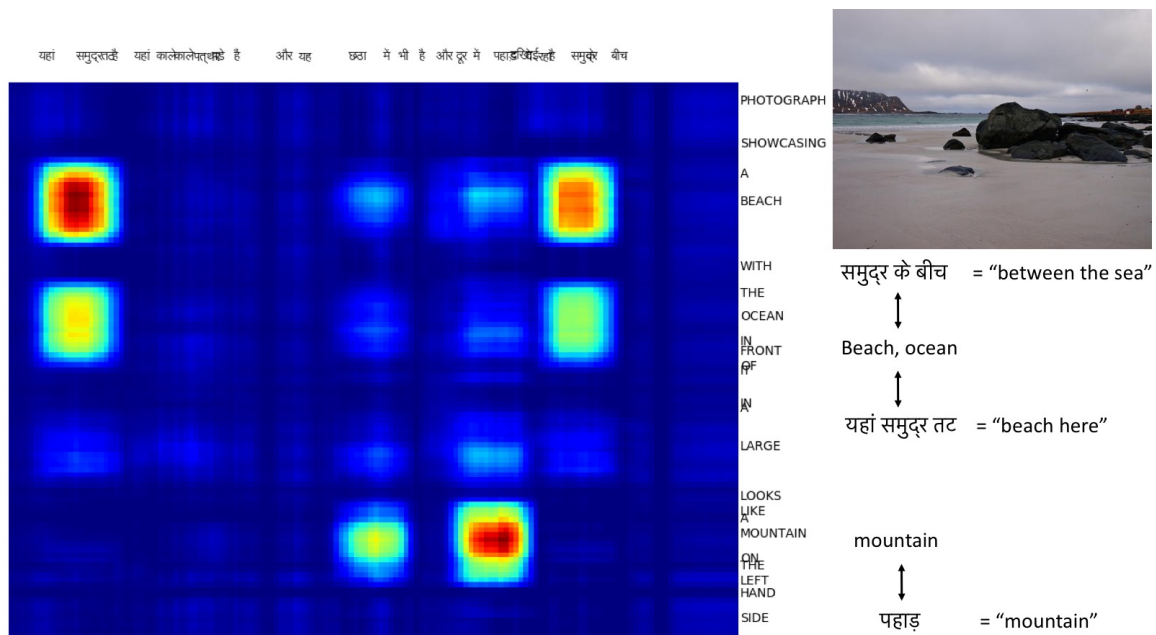 यहां समुद्र तट है यहां काले काले पत्थर पड़े है और यह छठा में भी है और दूर में पहाड़ रहा है समुद्र के बीच
PHOTOGRAPH
SHOWCASING
A
BEACH
WITH
THE
OCEAN
IN
FRONT
OF
IT
IN
A
LARGE
LOOKS
LIKE
A
MOUNTAIN
ON
THE
LEFT
HAND
SIDE
समुद्र के बीच = “between the sea”
Beach, ocean
यहां समुद्र तट = “beach here”
mountain
पहाड़ = “mountain”